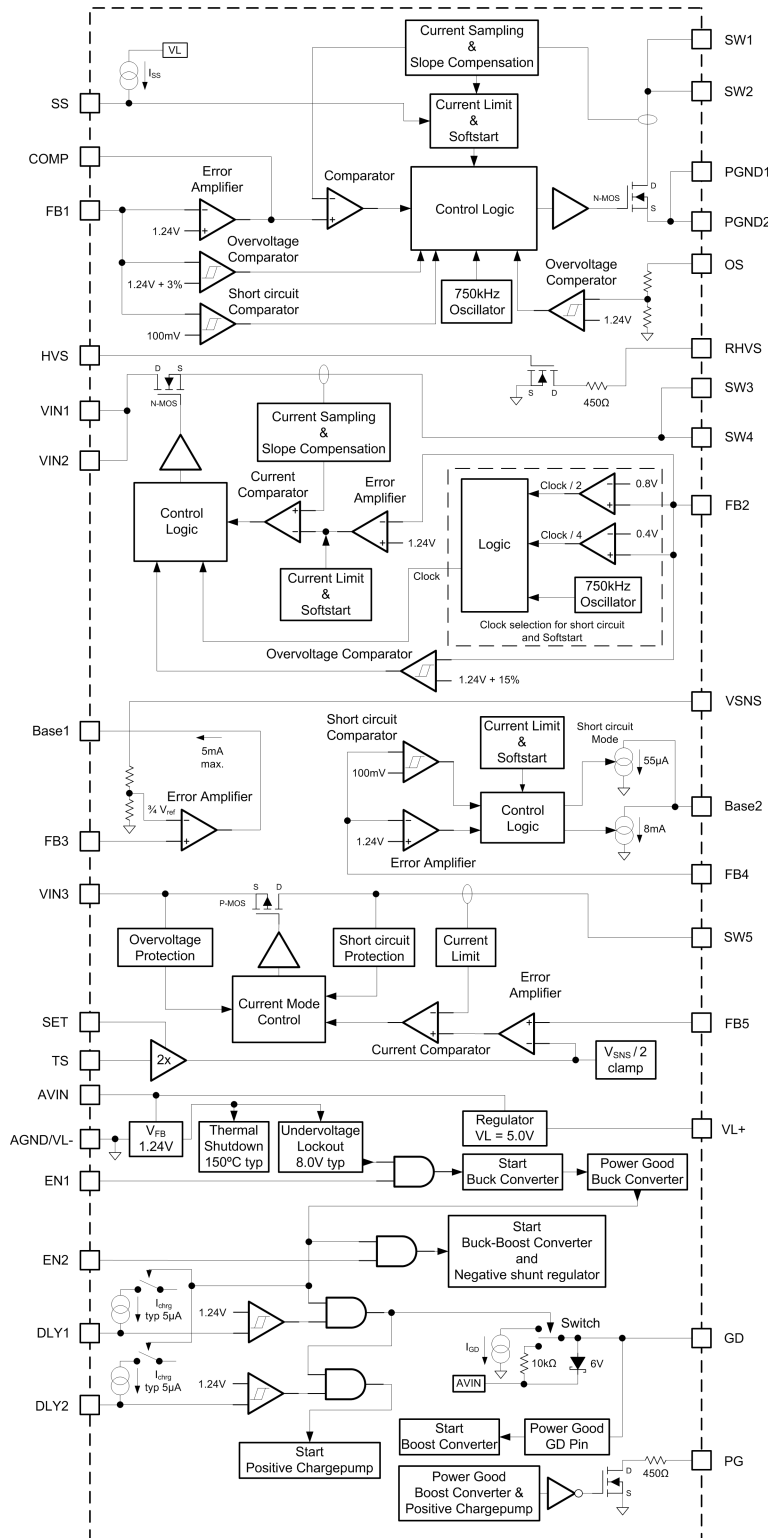 VL
I_SS
Current Sampling
&
Slope Compensation
SW1
SW2
SS
Current Limit
&
Softstart
COMP
Error
Amplifier
Comparator
PGND1
N-MOS
D
S
FB1
−
+
1.24V
−
+
Control Logic
PGND2
Overvoltage
Comparator
1.24V + 3%
Overvoltage
Comperator
OS
Short circuit
Comparator
100mV
750kHz
Oscillator
1.24V
HVS
RHVS
S
D
450Ω
D
S
N-MOS
SW3
VIN1
VIN2
SW4
Current Sampling
&
Slope Compensation
Current
Comparator
Error
Amplifier
Control
Logic
+
−
−
+
1.24V
Current Limit
&
Softstart
Clock / 2
−
+
0.8V
FB2
Logic
Clock / 4
−
+
0.4V
Clock
750kHz
Oscillator
Clock selection for short circuit
and Softstart
Overvoltage Comparator
1.24V + 15%
VSNS
Base1
5mA
max.
Short circuit
Comparator
Current Limit
&
Softstart
Short circuit
Mode
100mV
55µA
¾ V_ref
Error Amplifier
−
+
Control
Logic
Base2
−
+
1.24V
8mA
FB3
Error Amplifier
FB4
VIN3
S
D
P-MOS
SW5
Overvoltage
Protection
Short circuit
Protection
Current
Limit
Current Mode
Control
Error
Amplifier
−
+
+
−
SET
FB5
Current Comparator
TS
2x
V_SNS / 2
clamp
AVIN
AGND/VL-
V_FB
1.24V
Thermal
Shutdown
150ºC typ
Undervoltage
Lockout
8.0V typ
Regulator
VL = 5.0V
VL+
EN1
Start
Buck Converter
Power Good
Buck Converter
Start
Buck-Boost Converter
and
Negative shunt regulator
EN2
I_chrg
typ 5µA
1.24V
DLY1
Switch
GD
I_GD
10kΩ
6V
AVIN
I_chrg
typ 5µA
1.24V
DLY2
Start
Positive Chargepump
Start
Boost Converter
Power Good
GD Pin
Power Good
Boost Converter &
Positive Chargepump
D
S
450Ω
PG